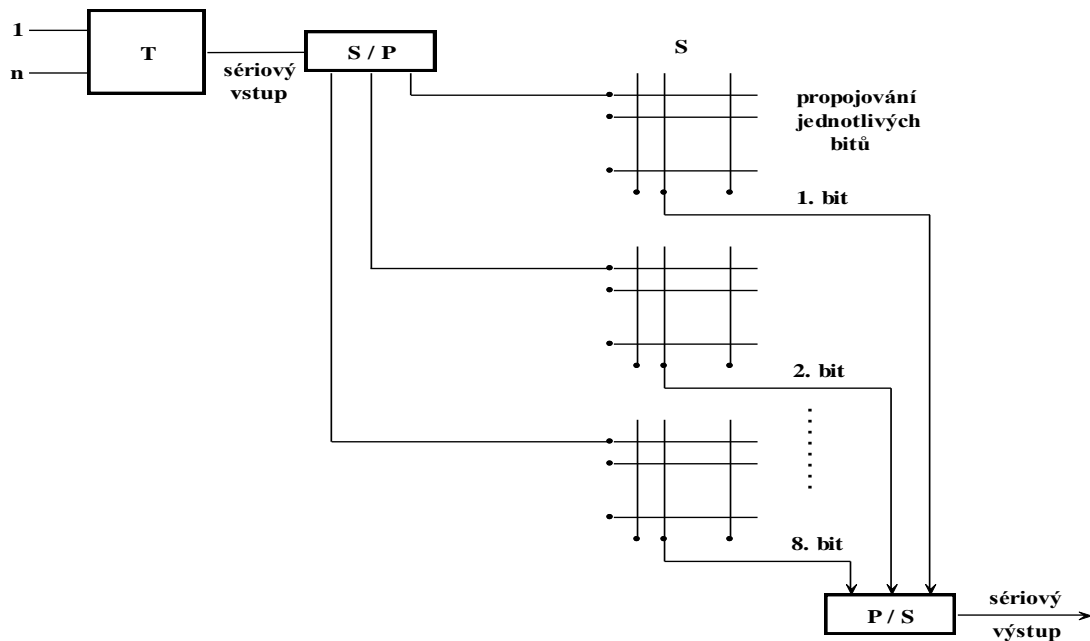 1
n
T
sériový
vstup
S / P
S
propojování
jednotlivých
bitů
1. bit
2. bit
8. bit
P / S
sériový
výstup